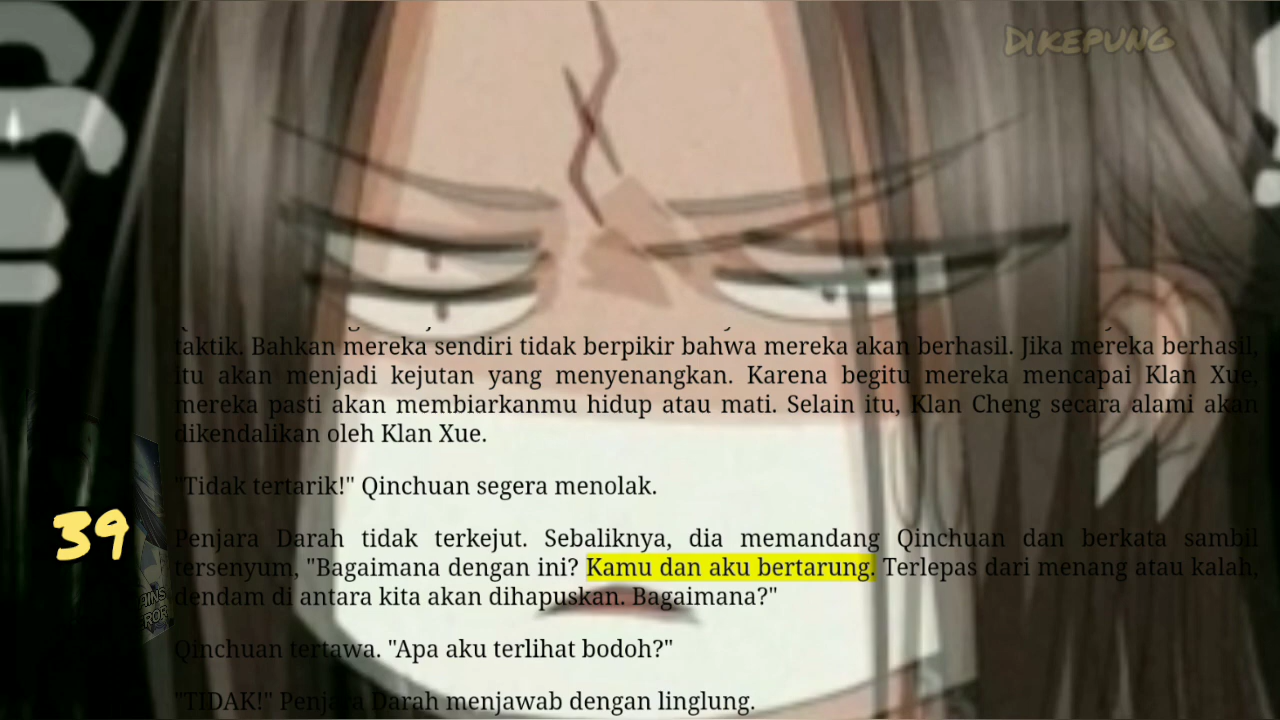 DIKEPUNG
taktik. Bahkan mereka sendiri tidak berpikir bahwa mereka akan berhasil. Jika mereka berhasil,
itu akan menjadi kejutan yang menyenangkan. Karena begitu mereka mencapai Klan Xue,
mereka pasti akan membiarkanmu hidup atau mati. Selain itu, Klan Cheng secara alami akan
dikendalikan oleh Klan Xue.
"Tidak tertarik!" Qinchuan segera menolak.
39
Penjara Darah tidak terkejut. Sebaliknya, dia memandang Qinchuan dan berkata sambil
tersenyum, "Bagaimana dengan ini? Kamu dan aku bertarung. Terlepas dari menang atau kalah,
dendam di antara kita akan dihapuskan. Bagaimana?"
Qinchuan tertawa. "Apa aku terlihat bodoh?"
"TIDAK!" Penjara Darah menjawab dengan linglung.